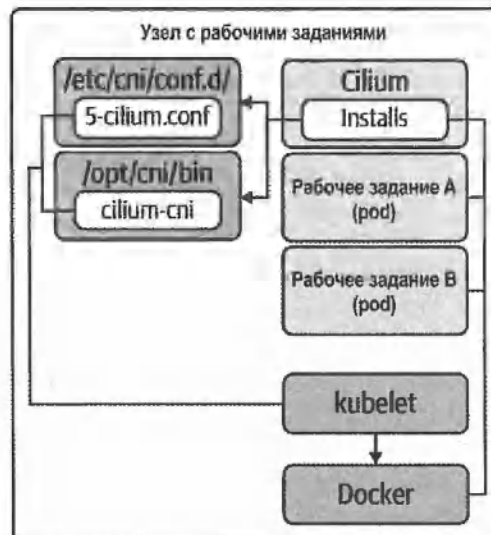 Узел с рабочими заданиями
/etc/cni/conf.d/
5-cilium.conf
/opt/cni/bin
cilium-cni
Cilium
Installs
Рабочее задание A
(pod)
Рабочее задание B
(pod)
kubelet
Docker